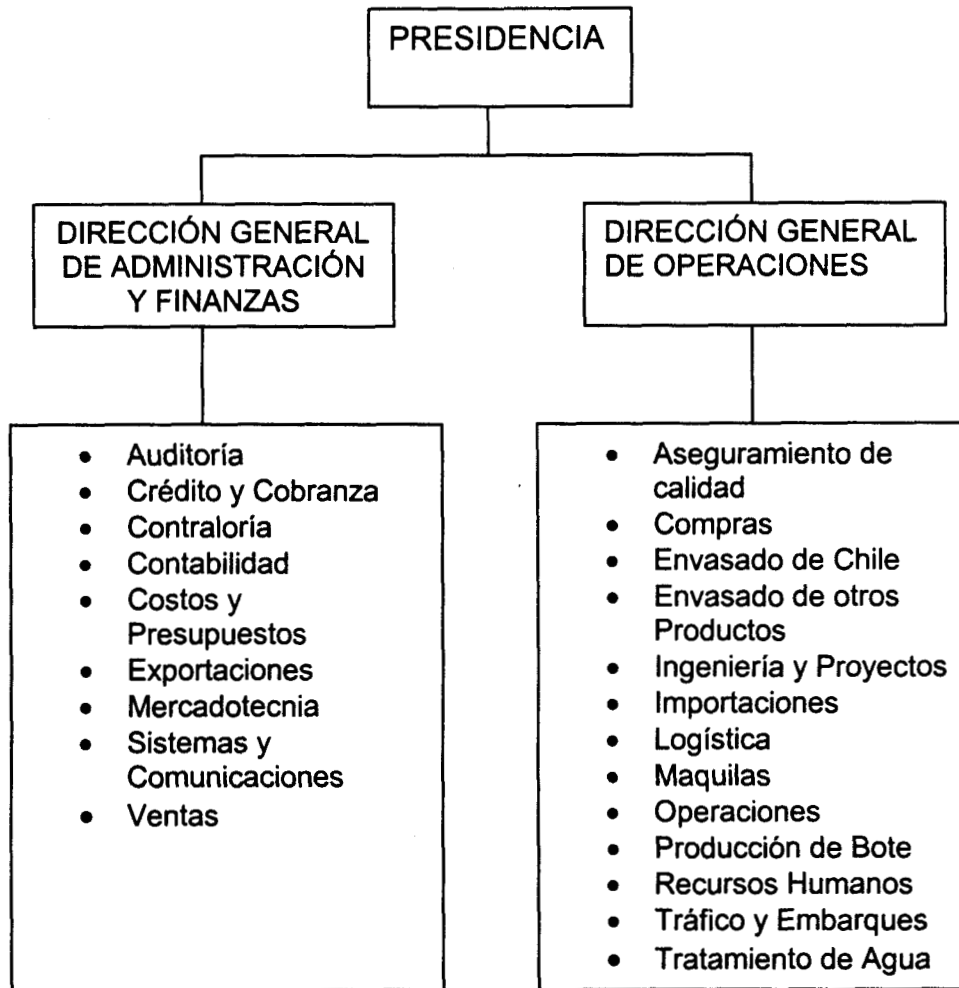 PRESIDENCIA
DIRECCIÓN GENERAL
DE ADMINISTRACIÓN
Y FINANZAS
DIRECCIÓN GENERAL
DE OPERACIONES
• Auditoría
• Crédito y Cobranza
• Contraloría
• Contabilidad
• Costos y
Presupuestos
• Exportaciones
• Mercadotecnia
• Sistemas y
Comunicaciones
• Ventas
• Aseguramiento de
calidad
• Compras
• Envasado de Chile
• Envasado de otros
Productos
• Ingeniería y Proyectos
• Importaciones
• Logística
• Maquilas
• Operaciones
• Producción de Bote
• Recursos Humanos
• Tráfico y Embarques
• Tratamiento de Agua